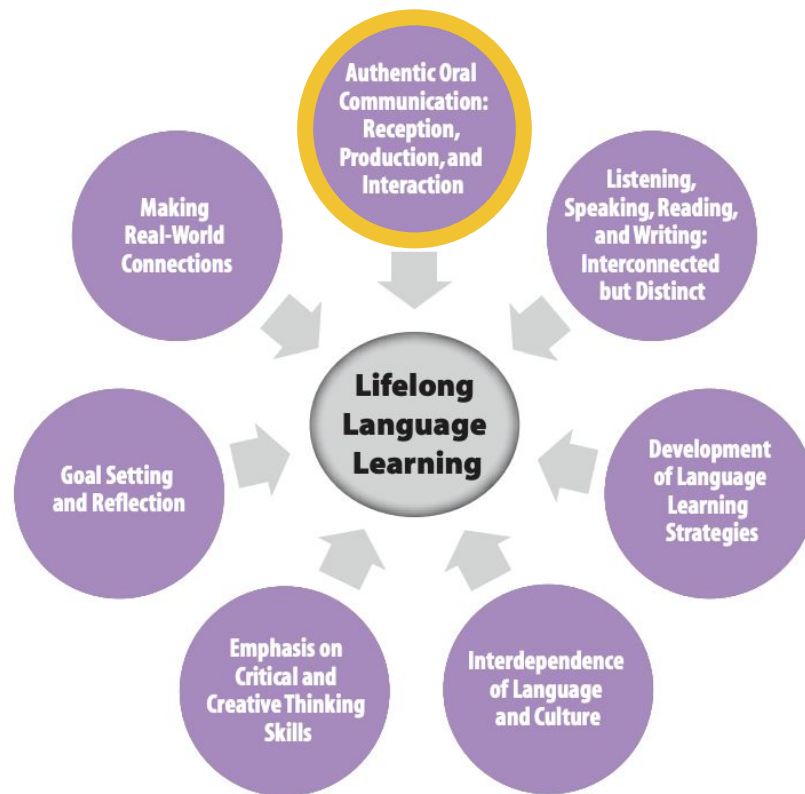 Authentic Oral
Communication:
Reception,
Production, and
Interaction
Listening,
Speaking, Reading,
and Writing:
Interconnected
but Distinct
Development
of Language
Learning
Strategies
Interdependence
of Language
and Culture
Emphasis on
Critical and
Creative Thinking
Skills
Goal Setting
and Reflection
Making
Real-World
Connections
Lifelong
Language
Learning